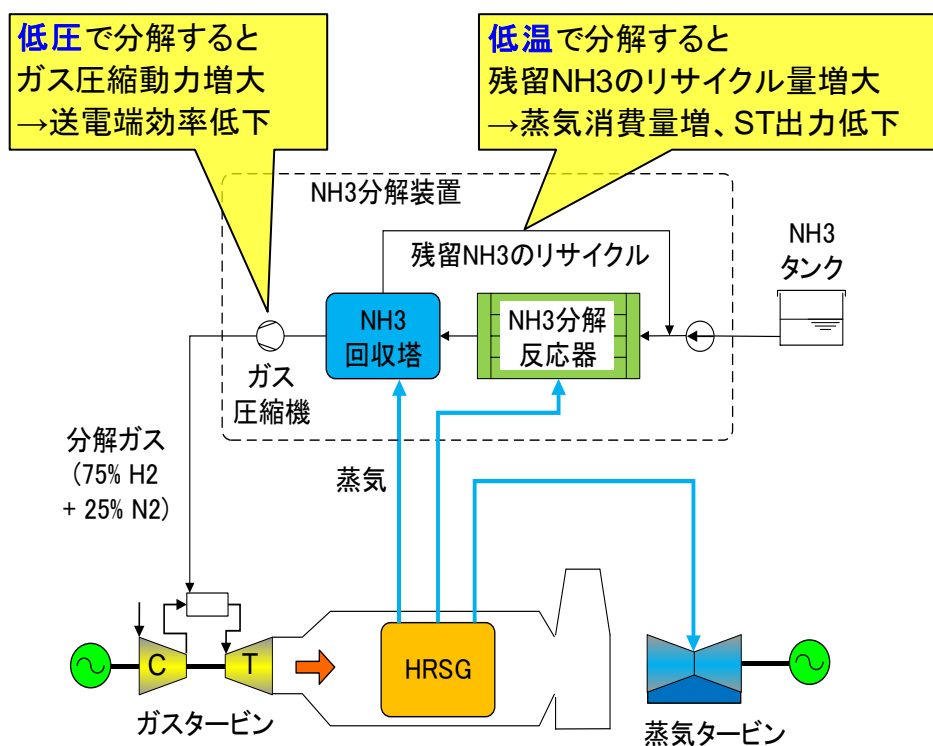 低圧で分解すると
ガス圧縮動力増大
→送電端効率低下
低温で分解すると
残留NH3のリサイクル量増大
→蒸気消費量増、ST出力低下
NH3分解装置
残留NH3のリサイクル
NH3
タンク
NH3
回収塔
NH3分解
反応器
ガス
圧縮機
分解ガス
(75% H2
+ 25% N2)
蒸気
C
T
HRSG
ガスタービン
蒸気タービン